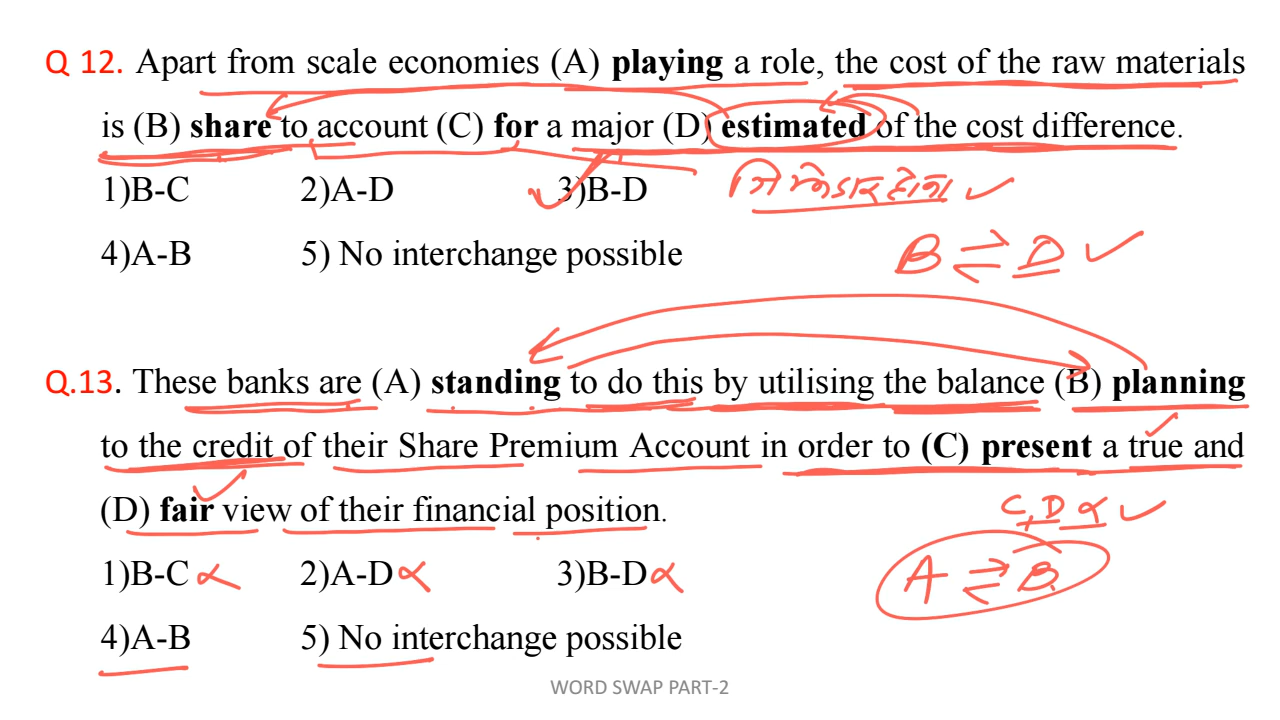 Q 12. Apart from scale economies (A) playing a role, the cost of the raw materials
is (B) share to account (C) for a major (D) estimated of the cost difference.
1)B-C 2)A-D 3)B-D
4)A-B 5) No interchange possible
B ⇌ D ✓
Q.13. These banks are (A) standing to do this by utilising the balance (B) planning
to the credit of their Share Premium Account in order to (C) present a true and
(D) fair view of their financial position.
C, D
1)B-C 2)A-D 3)B-D
A ⇌ B
4)A-B 5) No interchange possible
WORD SWAP PART-2